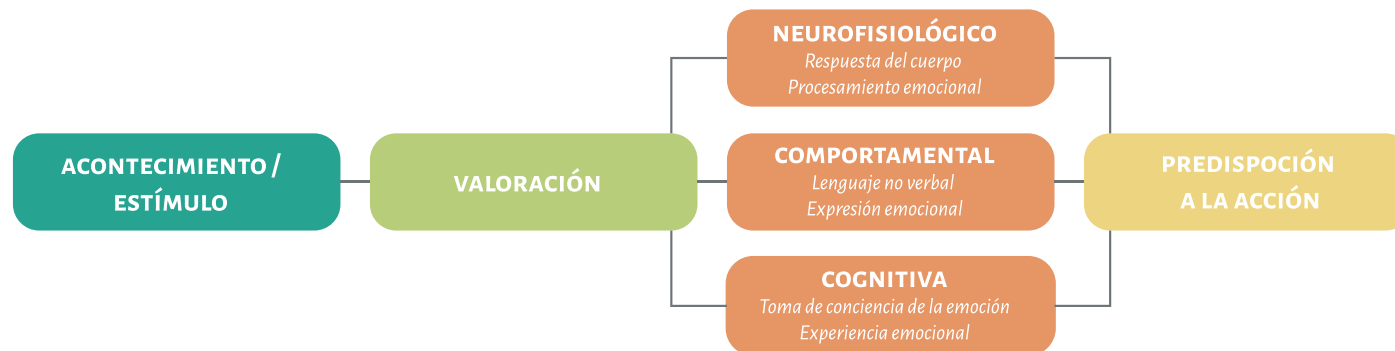 ACONTECIMIENTO /
ESTÍMULO
VALORACIÓN
NEUROFISIOLÓGICO
Respuesta del cuerpo
Procesamiento emocional
COMPORTAMENTAL
Lenguaje no verbal
Expresión emocional
COGNITIVA
Toma de conciencia de la emoción
Experiencia emocional
PREDISPOCIÓN
A LA ACCIÓN